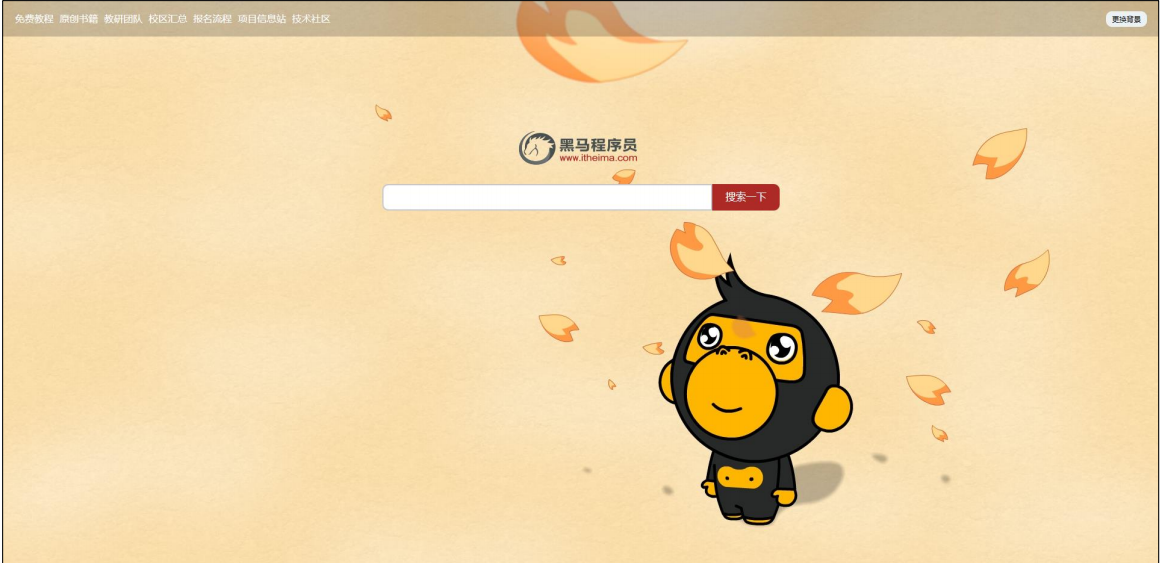 免费教程 原创书籍 教研团队 校区汇总 报名流程 项目信息站 技术社区
更换背景
黑马程序员
www.itheima.com
搜索一下